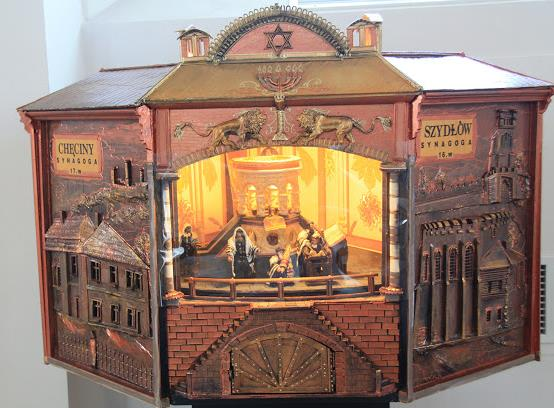 CHĘCINY
SYNAGOGA
17.w
SZYDŁÓW
SYNAGOGA
16.w